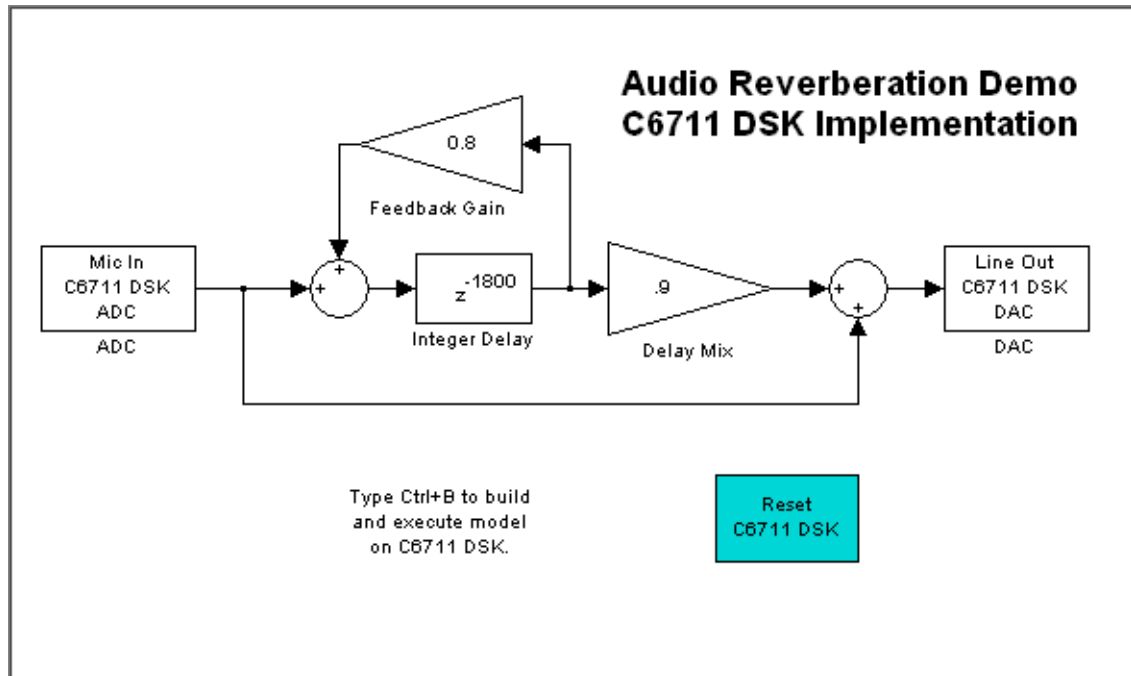 Audio Reverberation Demo
C6711 DSK Implementation
0.8
Feedback Gain
Mic In
C6711 DSK
ADC
ADC
+
+
z-1800
Integer Delay
.9
Delay Mix
+
+
Line Out
C6711 DSK
DAC
DAC
Type Ctrl+B to build
and execute model
on C6711 DSK.
Reset
C6711 DSK